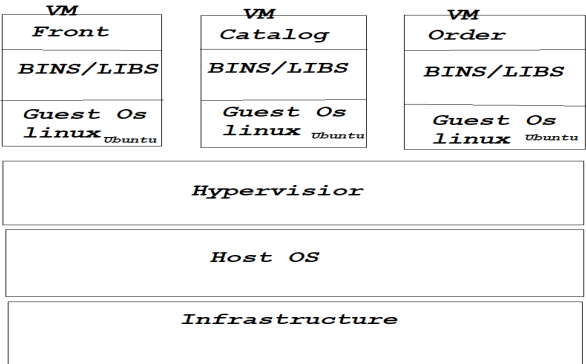 VM VM VM
Front Catalog Order
BINS/LIBS BINS/LIBS BINS/LIBS
Guest Os Guest Os Guest Os
linux Ubuntu linux Ubuntu linux Ubuntu
Hypervisior
Host OS
Infrastructure